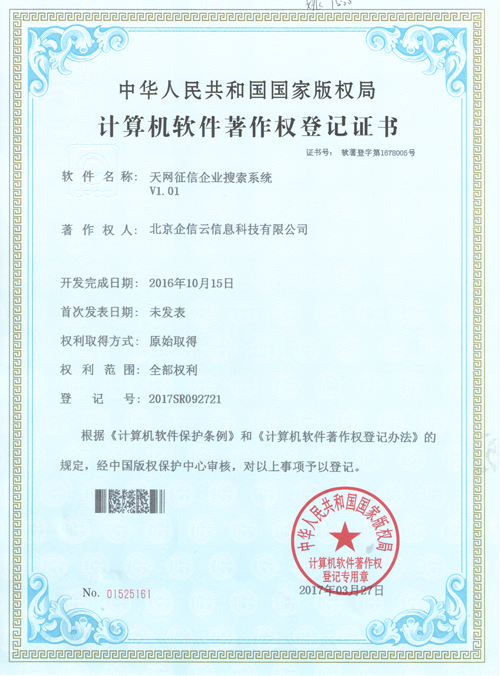 中华人民共和国国家版权局
计算机软件著作权登记证书
证书号： 软著登字第1678005号
软件名称： 天网征信企业搜索系统
V1.01
著作权人： 北京企信云信息科技有限公司
开发完成日期： 2016年10月15日
首次发表日期： 未发表
权利取得方式： 原始取得
权利范围： 全部权利
登记号： 2017SR092721
根据《计算机软件保护条例》和《计算机软件著作权登记办法》的
规定，经中国版权保护中心审核，对以上事项予以登记。
中华人民共和国国家版权局
计算机软件著作权
登记专用章
No. 01525161
2017年03月27日